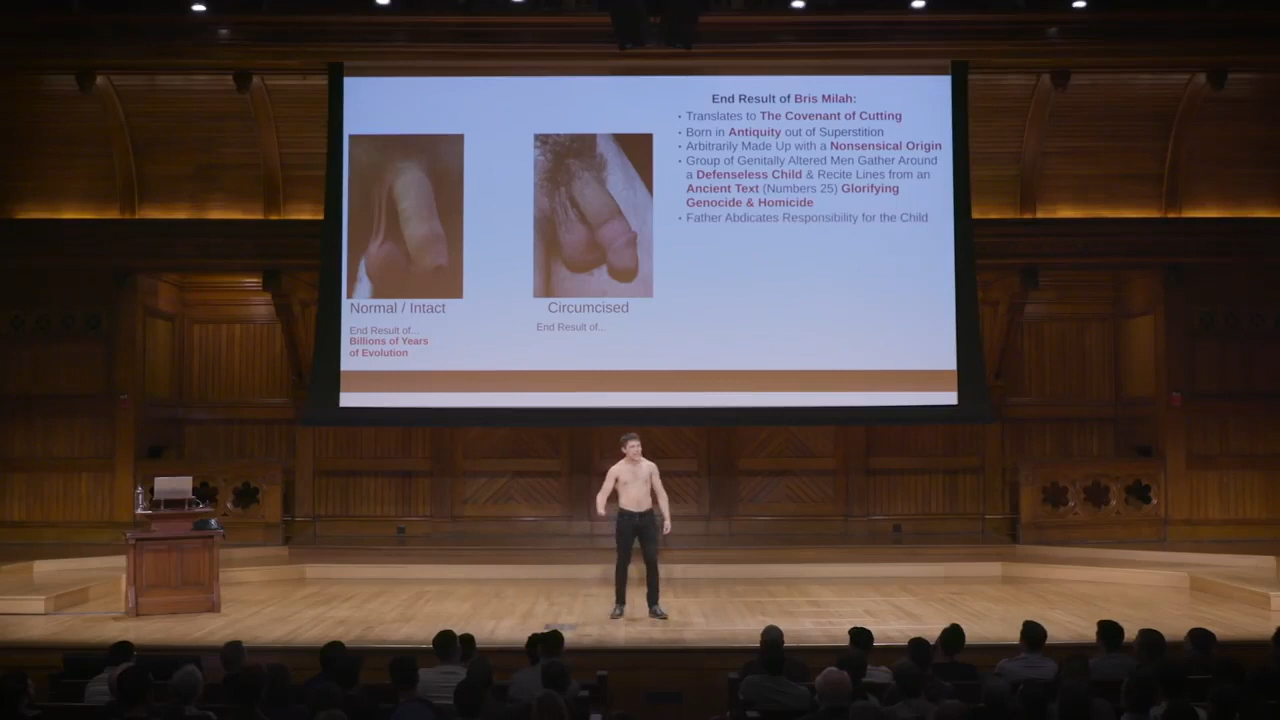 End Result of Bris Milah:
• Translates to The Covenant of Cutting
• Born in Antiquity out of Superstition
• Arbitrarily Made Up with a Nonsensical Origin
• Group of Genitally Altered Men Gather Around
a Defenseless Child & Recite Lines from an
Ancient Text (Numbers 25) Glorifying
Genocide & Homicide
• Father Abdicates Responsibility for the Child
Normal / Intact
End Result of...
Billions of Years
of Evolution
Circumcised
End Result of...